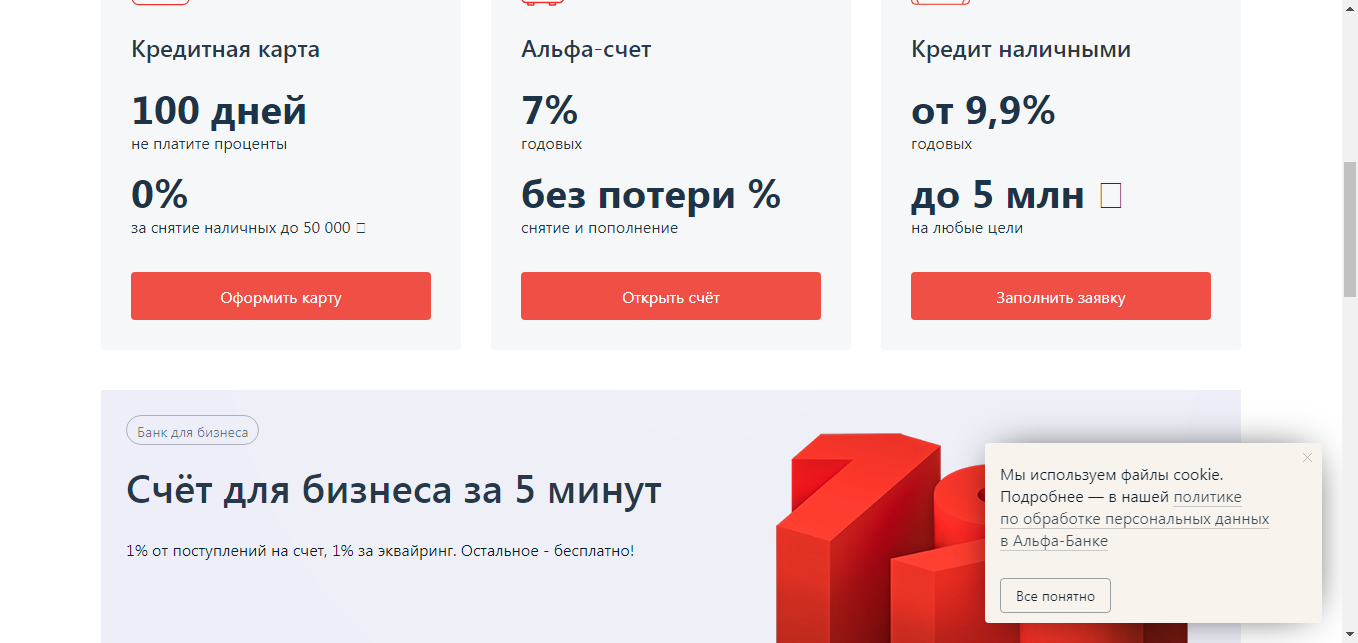 Кредитная карта
100 дней
не платите проценты
0%
за снятие наличных до 50 000
Оформить карту
Альфа-счет
7%
годовых
без потери %
снятие и пополнение
Открыть счёт
Кредит наличными
от 9,9%
годовых
до 5 млн
на любые цели
Заполнить заявку
Банк для бизнеса
Счёт для бизнеса за 5 минут
1% от поступлений на счет, 1% за эквайринг. Остальное - бесплатно!
Мы используем файлы cookie.
Подробнее — в нашей политике
по обработке персональных данных
в Альфа-Банке
Все понятно